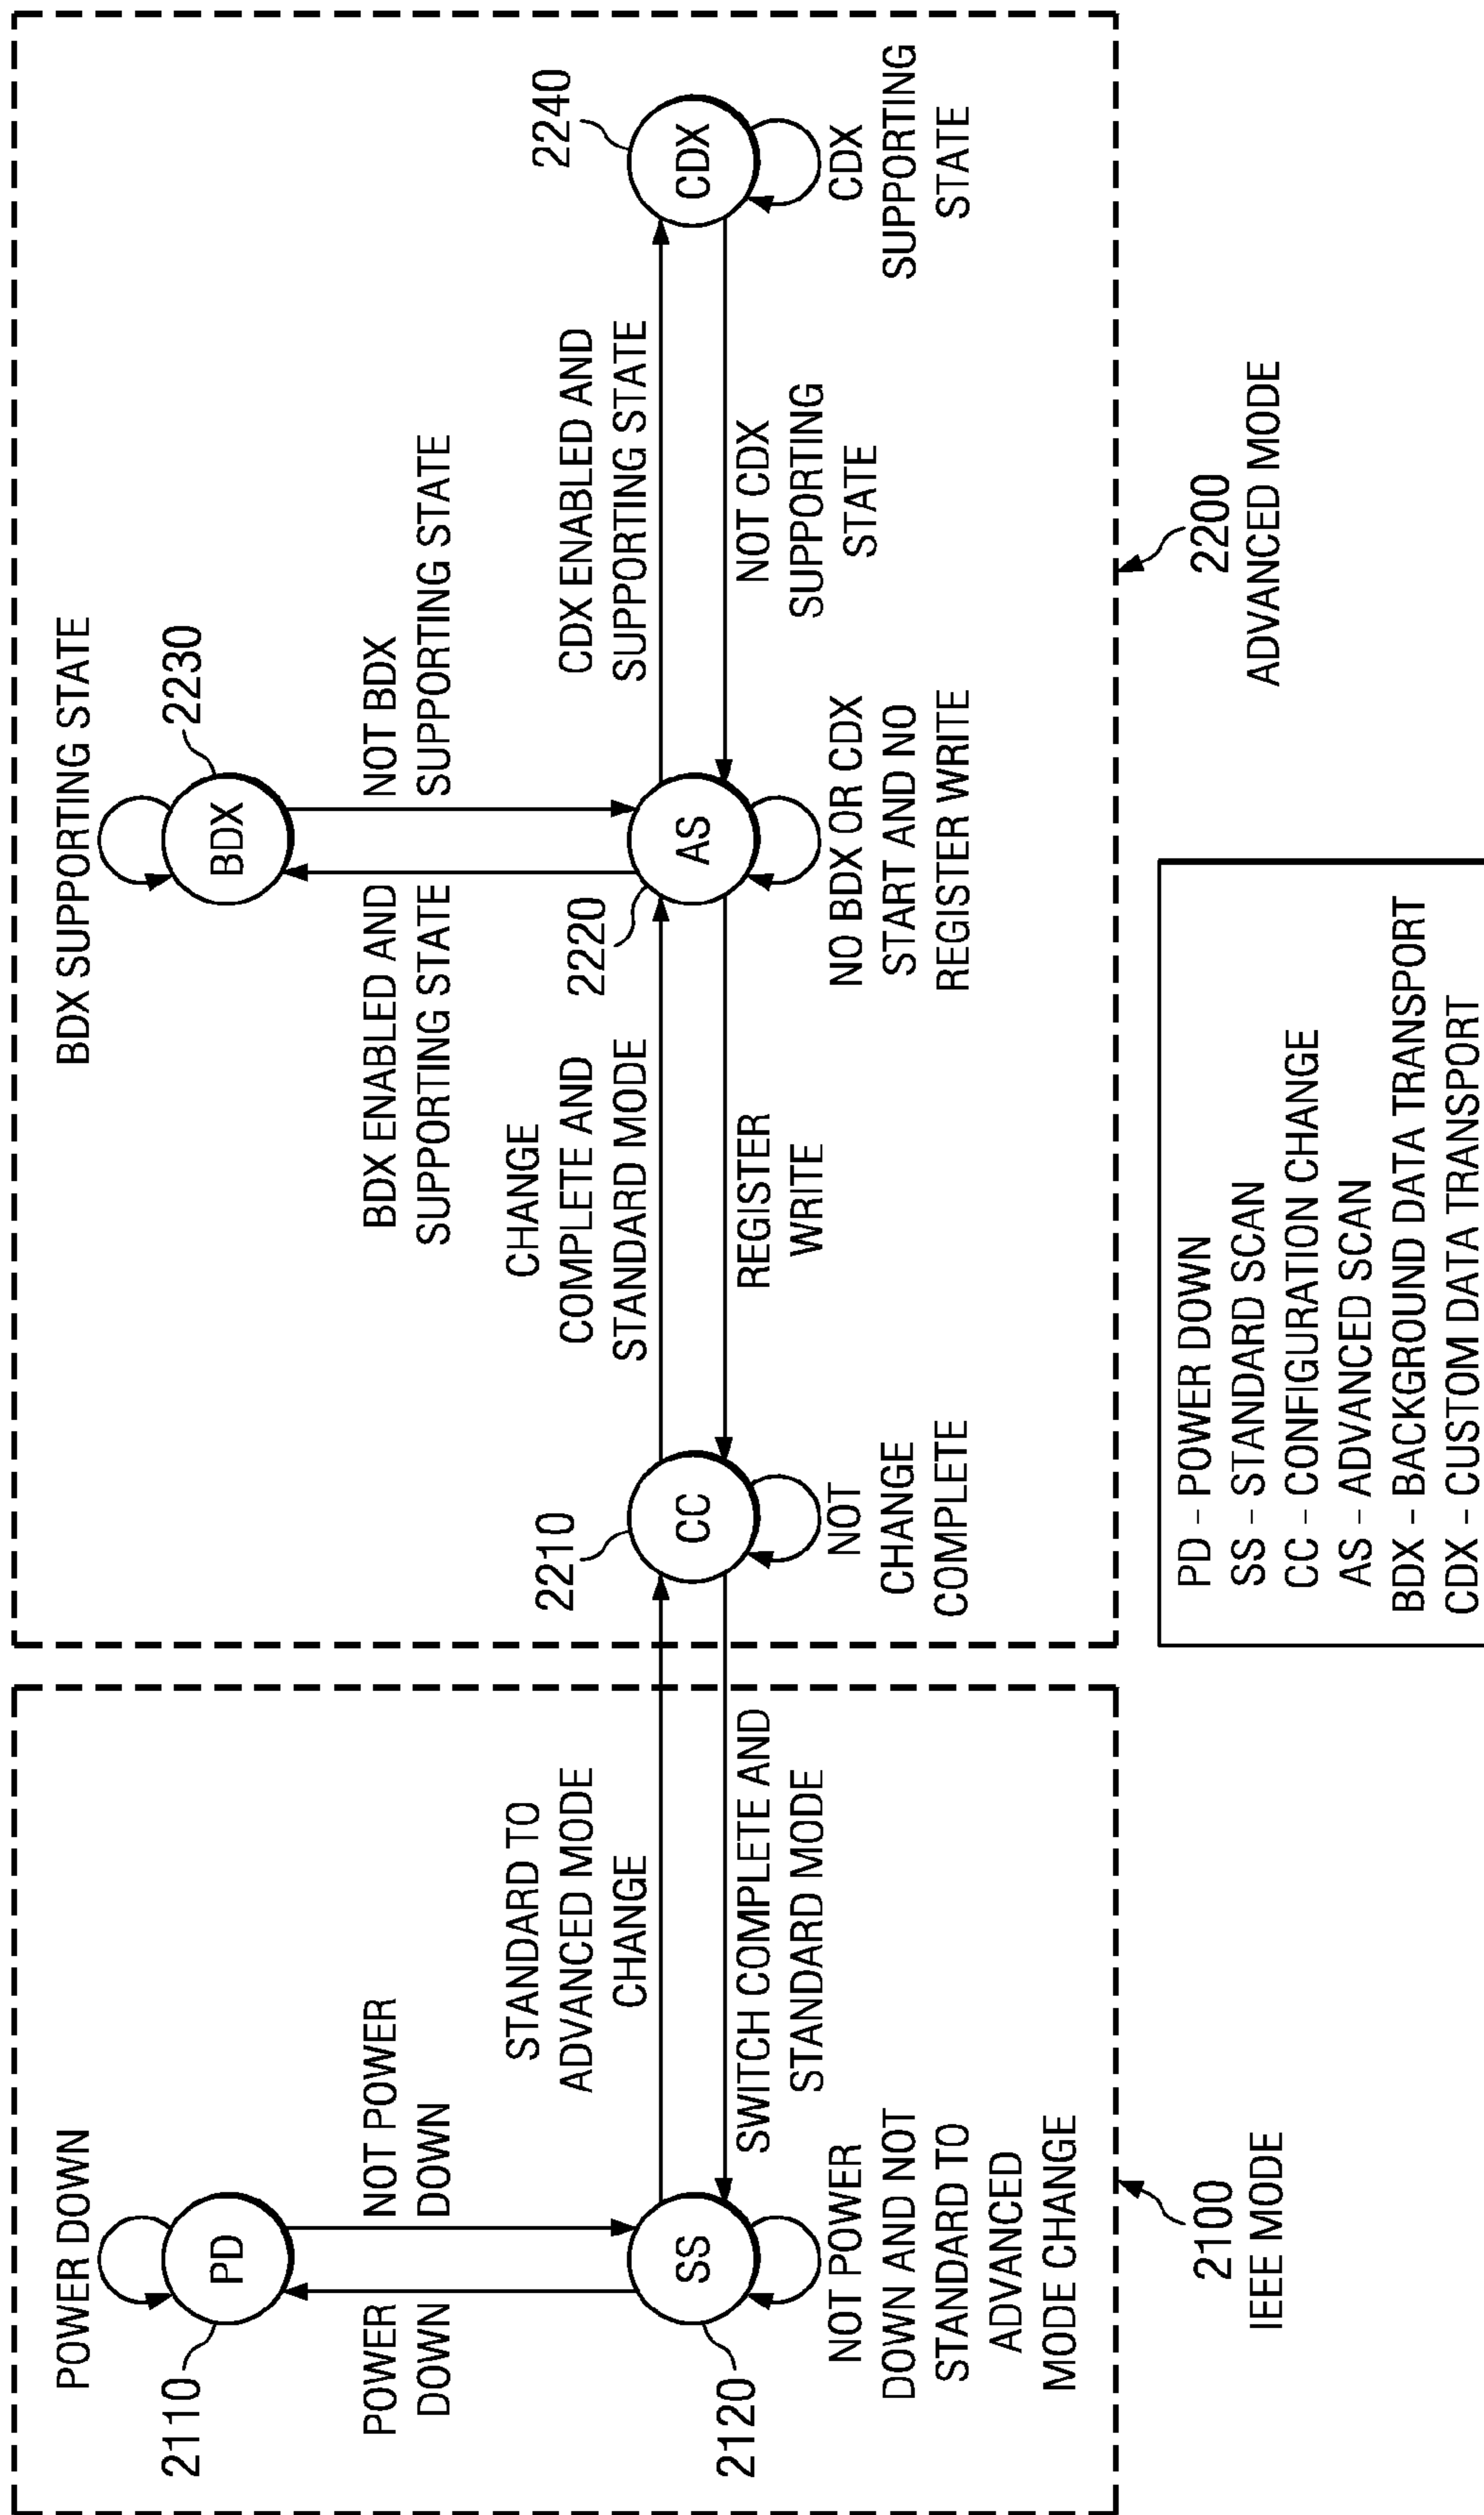 POWER DOWN
2110
PD
POWER
DOWN
NOT POWER
DOWN
2120
SS
STANDARD TO
ADVANCED MODE
CHANGE
SWITCH COMPLETE AND
STANDARD MODE
NOT POWER
DOWN AND NOT
STANDARD TO
ADVANCED
MODE CHANGE
2100
IEEE MODE
BDX SUPPORTING STATE
2230
BDX
BDX ENABLED AND
SUPPORTING STATE
NOT BDX
SUPPORTING STATE
2210
CC
CHANGE
COMPLETE AND
STANDARD MODE
REGISTER
WRITE
NOT
CHANGE
COMPLETE
2220
AS
NO BDX OR CDX
START AND NO
REGISTER WRITE
CDX ENABLED AND
SUPPORTING STATE
NOT CDX
SUPPORTING
STATE
2240
CDX
CDX
SUPPORTING
STATE
2200
ADVANCED MODE
PD - POWER DOWN
SS - STANDARD SCAN
CC - CONFIGURATION CHANGE
AS - ADVANCED SCAN
BDX - BACKGROUND DATA TRANSPORT
CDX - CUSTOM DATA TRANSPORT